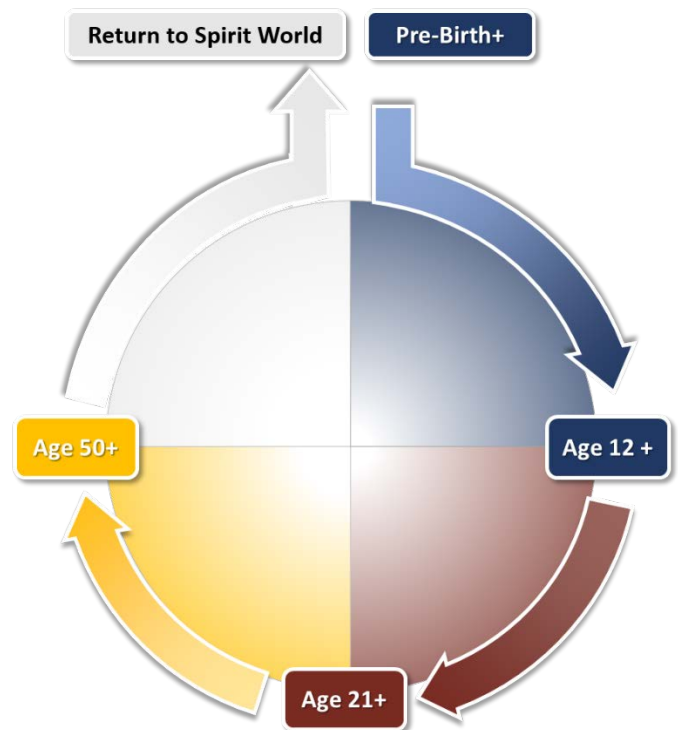 Return to Spirit World
Pre-Birth+
Age 50+
Age 12 +
Age 21+